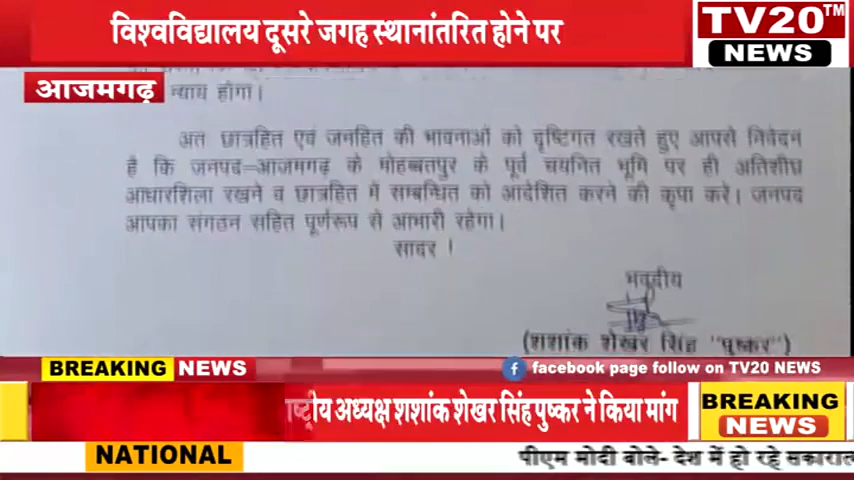 विश्वविद्यालय दूसरे जगह स्थानांतरित होने पर
TV20™
NEWS
आजमगढ़
न्याय होगा।
अत छात्रहित एवं जनहित की भावनाओं को दृष्टिगत रखते हुए आपसे निवेदन
है कि जनपद-आजमगढ़ के मोहब्बतपुर के पूर्व चयनित भूमि पर ही अतिशीघ्र
आधारशिला रखने व छात्रहित में सम्बन्धित को आदेशित करने की कृपा करें। जनपद
आपका संगठन सहित पूर्णरूप से आभारी रहेगा।
सादर ।
भवदीय
(शशांक शेखर सिंह "पुष्कर")
BREAKING NEWS
facebook page follow on TV20 NEWS
राष्ट्रीय अध्यक्ष शशांक शेखर सिंह पुष्कर ने किया मांग
BREAKING
NEWS
NATIONAL
पीएम मोदी बोले- देश में हो रहे सकारात्